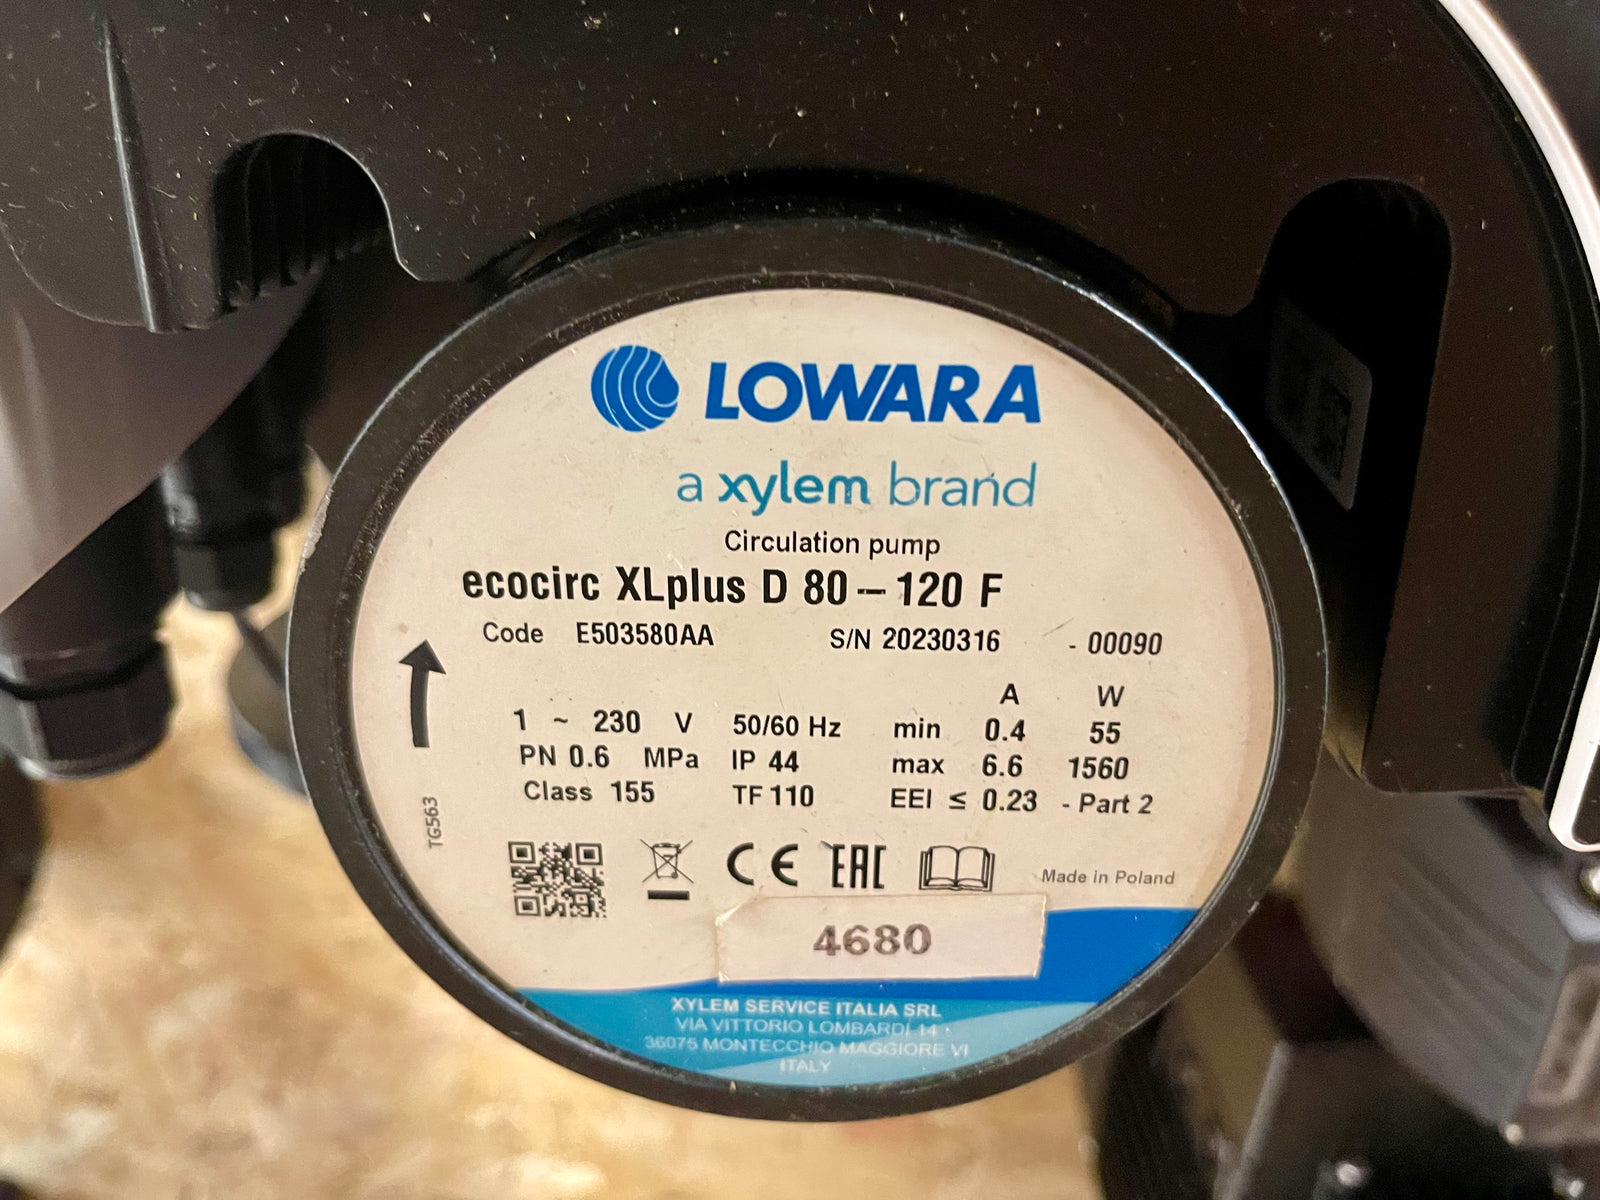 LOWARA
a xylem brand
Circulation pump
ecocirc XLplus D 80 – 120 F
Code E503580AA S/N 20230316 - 00090
A W
1 ~ 230 V 50/60 Hz min 0.4 55
PN 0.6 MPa IP 44 max 6.6 1560
Class 155 TF 110 EEI ≤ 0.23 - Part 2
TG563
CE EAC
Made in Poland
4680
XYLEM SERVICE ITALIA SRL
VIA VITTORIO LOMBARDI 14 -
36075 MONTECCHIO MAGGIORE VI
ITALY